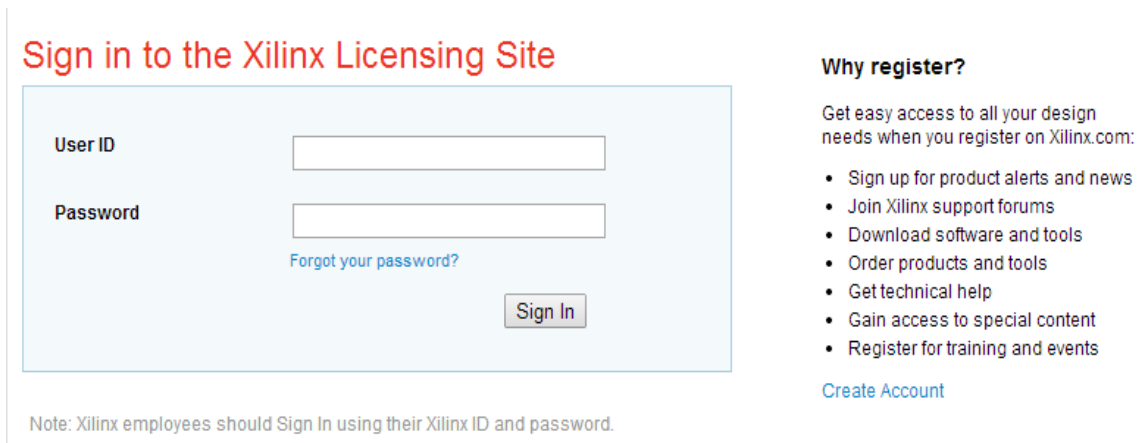 Sign in to the Xilinx Licensing Site
User ID
Password
Forgot your password?
Sign In
Note: Xilinx employees should Sign In using their Xilinx ID and password.
Why register?
Get easy access to all your design
needs when you register on Xilinx.com:
• Sign up for product alerts and news
• Join Xilinx support forums
• Download software and tools
• Order products and tools
• Get technical help
• Gain access to special content
• Register for training and events
Create Account